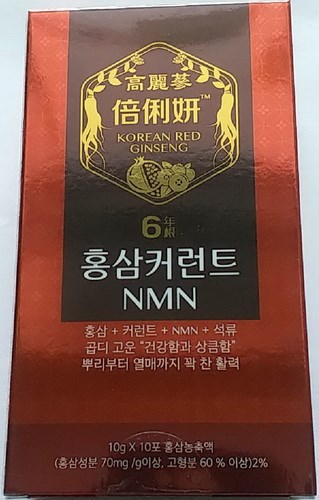 高麗蔘
倍俐妍™
KOREAN RED
GINSENG
6年根
홍삼커런트
NMN
홍삼 + 커런트 + NMN + 석류
곱디 고운 "건강함과 상큼함"
뿌리부터 열매까지 꽉 찬 활력
10g X 10포 홍삼농축액
(홍삼성분 70mg /g이상, 고형분 60 % 이상)2%